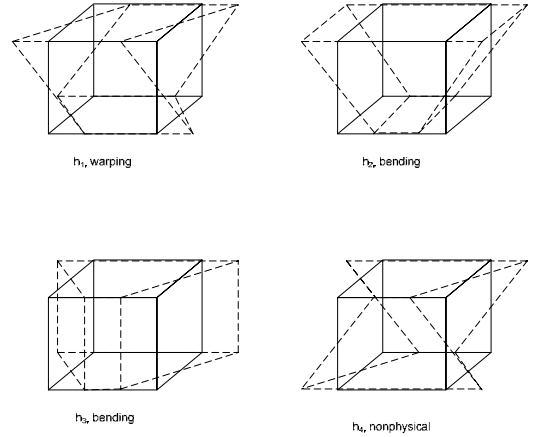 h1, warping
h2, bending
h3, bending
h4, nonphysical